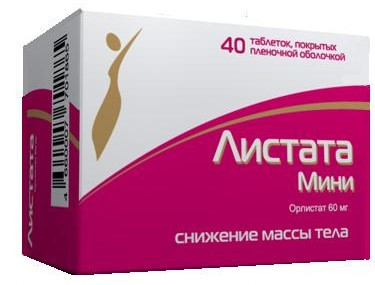 40 таблеток, покрытых
пленочной оболочкой
Листата
Мини
Орлистат 60 мг
снижение массы тела
Листата